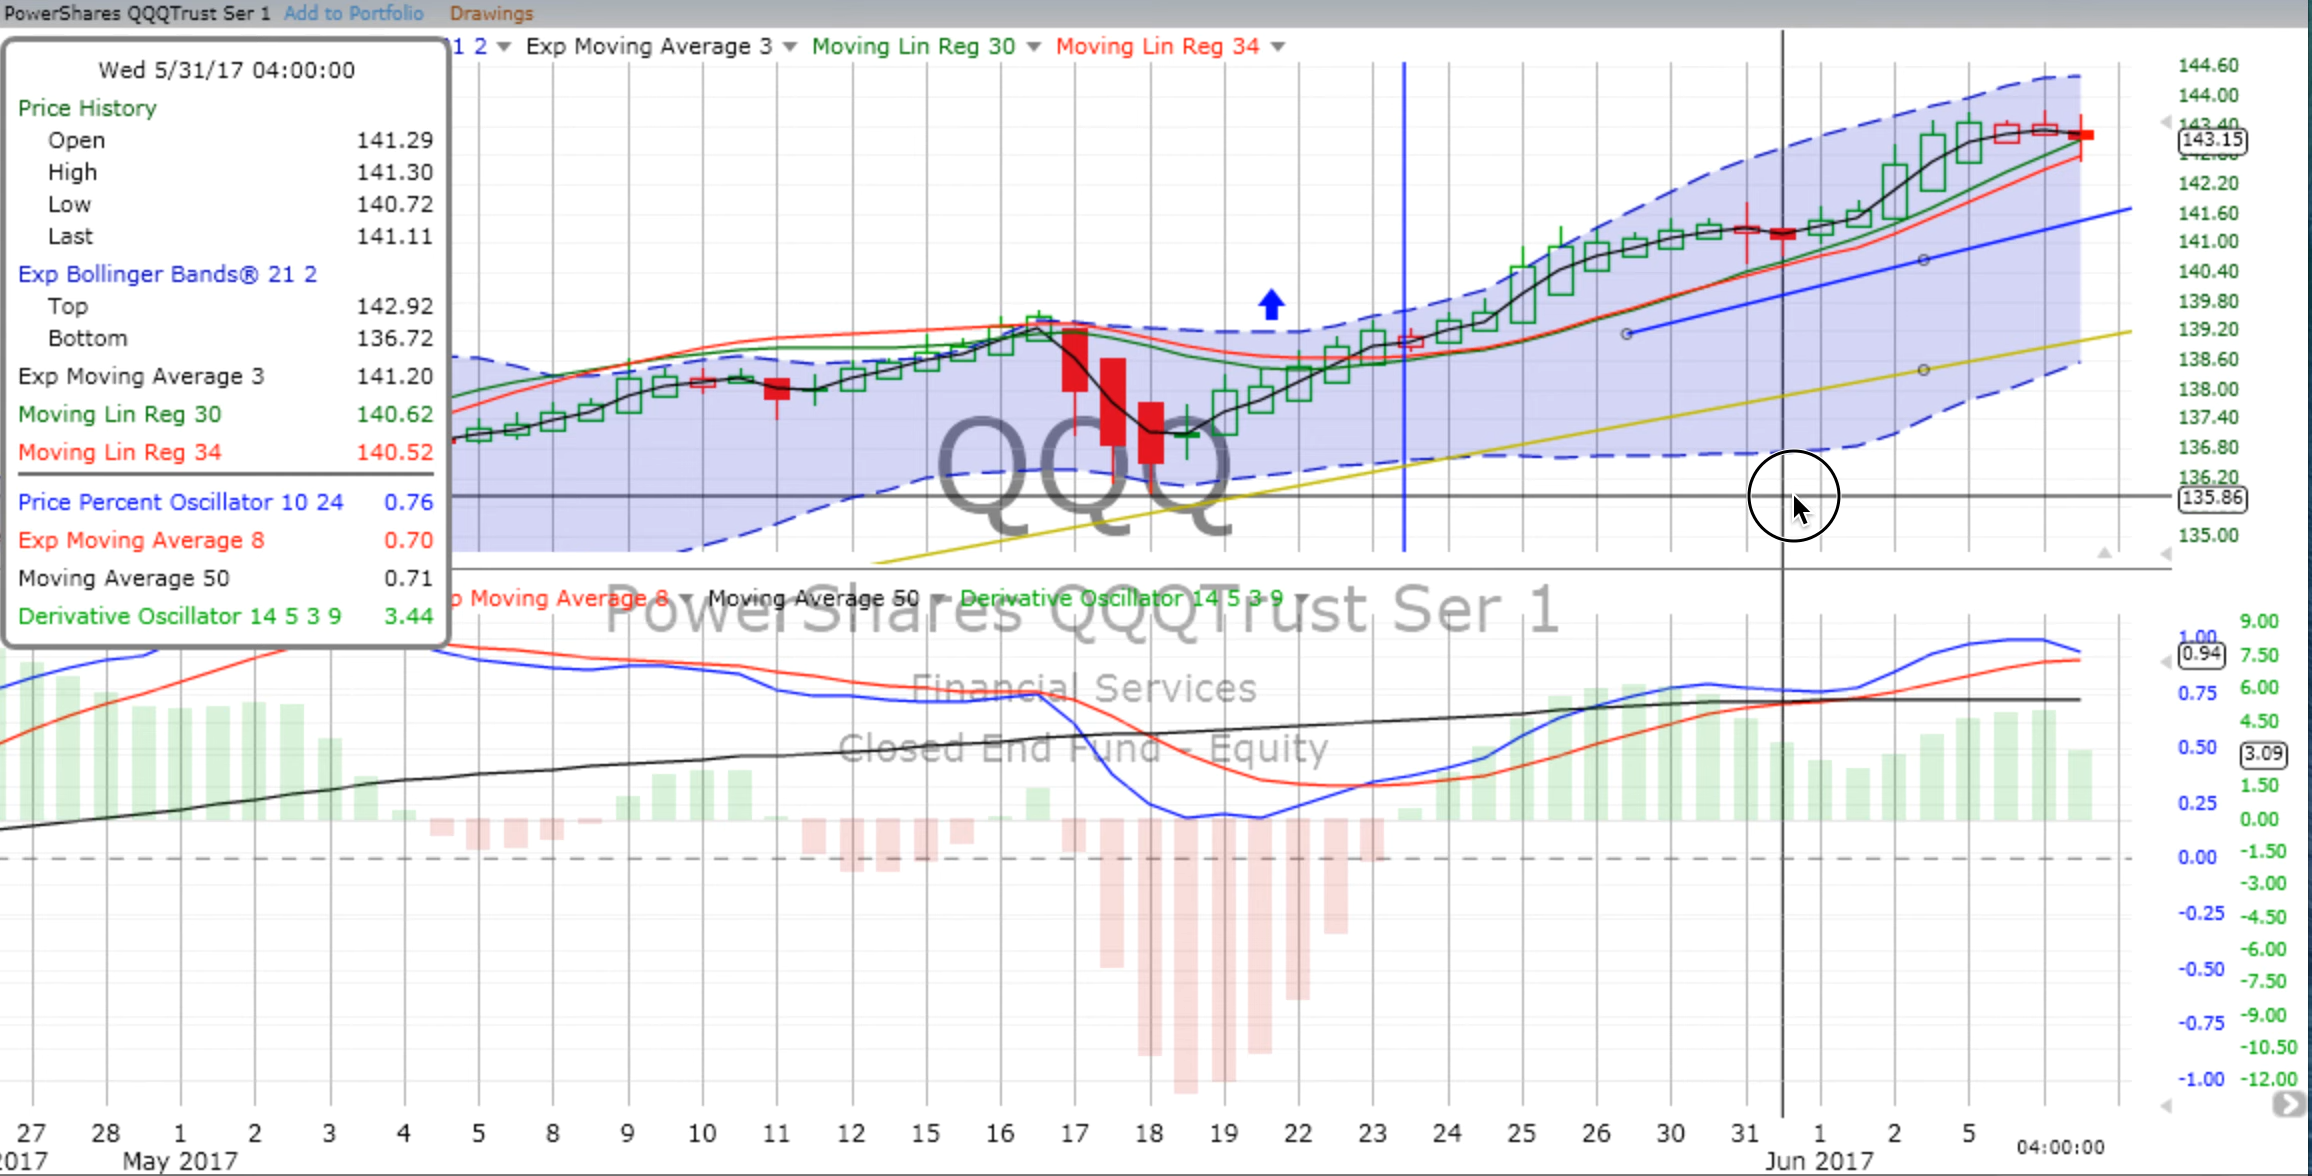 PowerShares QQQTrust Ser 1 Add to Portfolio Drawings
Wed 5/31/17 04:00:00
Price History
Open 141.29
High 141.30
Low 140.72
Last 141.11
Exp Bollinger Bands® 21 2
Top 142.92
Bottom 136.72
Exp Moving Average 3 141.20
Moving Lin Reg 30 140.62
Moving Lin Reg 34 140.52
Price Percent Oscillator 10 24 0.76
Exp Moving Average 8 0.70
Moving Average 50 0.71
Derivative Oscillator 14 5 3 9 3.44
21 2 Exp Moving Average 3 Moving Lin Reg 30 Moving Lin Reg 34
144.60
144.00
143.40
143.15
142.20
141.60
141.00
140.40
139.80
139.20
138.60
138.00
137.40
136.80
136.20
135.86
135.00
QQQ
p Moving Average 8 Moving Average 50 Derivative Oscillator 14 5 3 9
PowerShares QQQTrust Ser 1
Financial Services
Closed End Fund - Equity
1.00
0.94
0.75
0.50
0.25
0.00
-0.25
-0.50
-0.75
-1.00
9.00
7.50
6.00
4.50
3.09
1.50
0.00
-1.50
-3.00
-4.50
-6.00
-7.50
-9.00
-10.50
-12.00
27 28 1 2 3 4 5 8 9 10 11 12 15 16 17 18 19 22 23 24 25 26 30 31 1 2 5 04:00:00
2017 May 2017 Jun 2017